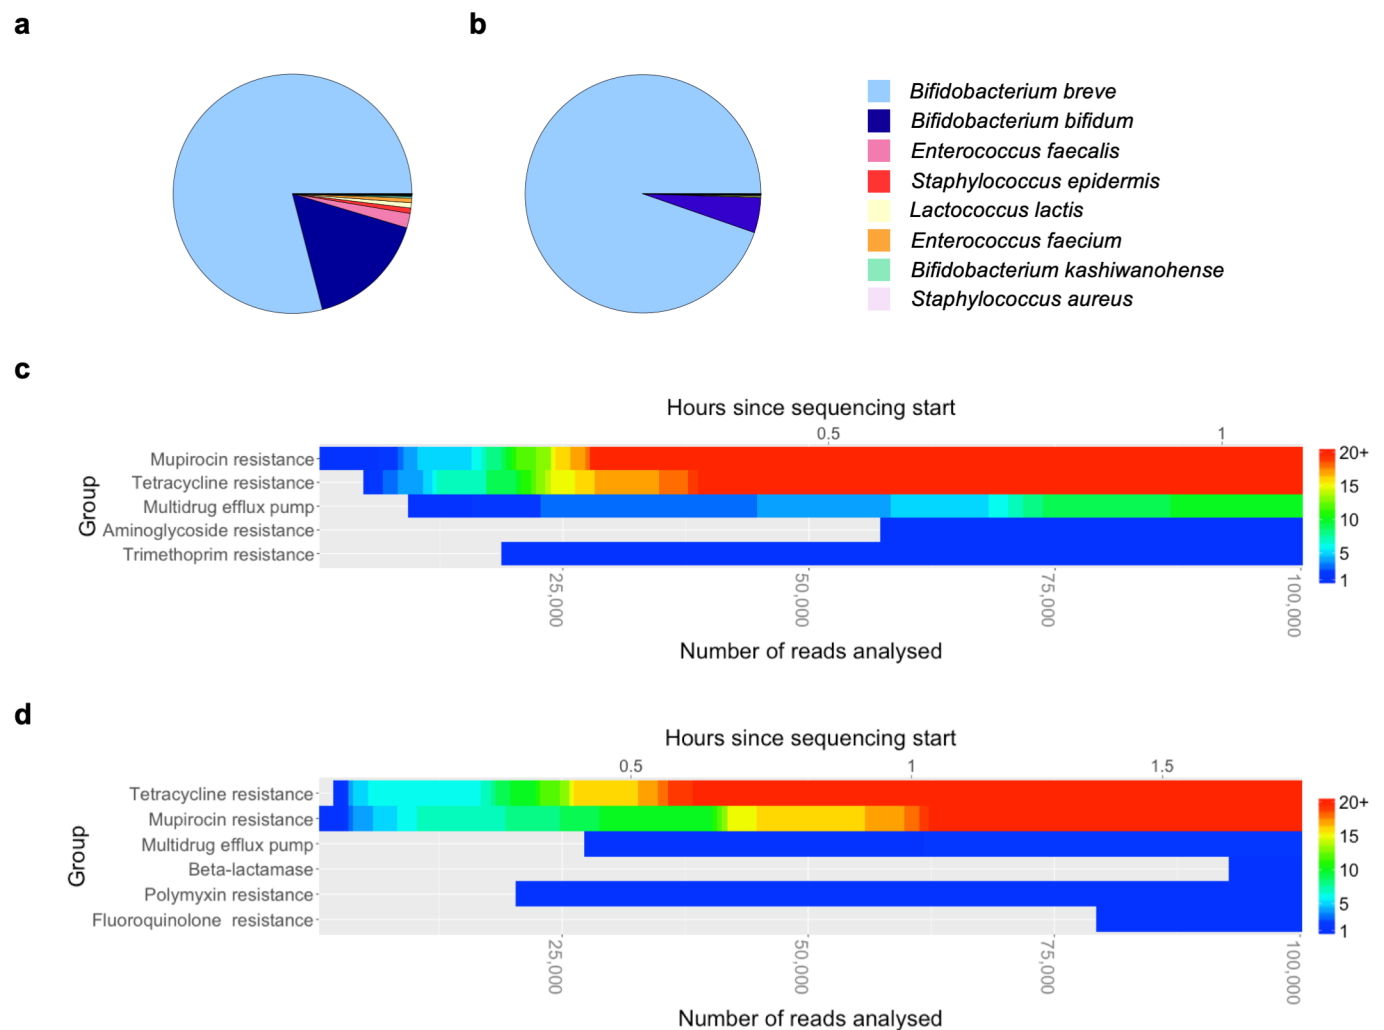 a
b
Bifidobacterium breve
Bifidobacterium bifidum
Enterococcus faecalis
Staphylococcus epidermis
Lactococcus lactis
Enterococcus faecium
Bifidobacterium kashiwanohense
Staphylococcus aureus
c
Hours since sequencing start
0.5 1
Group
Mupirocin resistance
Tetracycline resistance
Multidrug efflux pump
Aminoglycoside resistance
Trimethoprim resistance
20+
15
10
5
1
25,000 50,000 75,000 100,000
Number of reads analysed
d
Hours since sequencing start
0.5 1 1.5
Group
Tetracycline resistance
Mupirocin resistance
Multidrug efflux pump
Beta-lactamase
Polymyxin resistance
Fluoroquinolone resistance
20+
15
10
5
1
25,000 50,000 75,000 100,000
Number of reads analysed